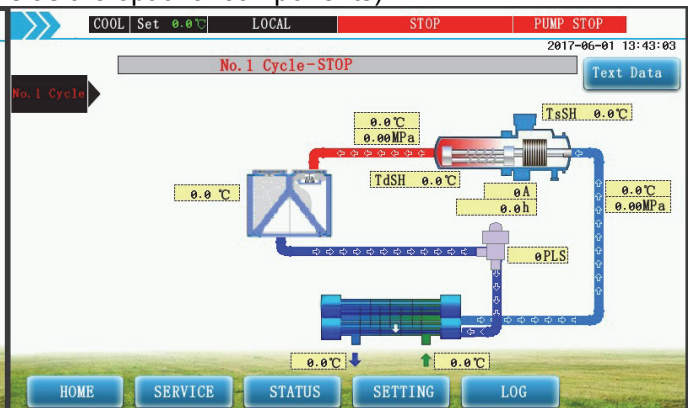 COOL Set 0.0℃ LOCAL STOP PUMP STOP
2017-06-01 13:43:03
No.1 Cycle-STOP
Text Data
No.1 Cycle
TsSH 0.0℃
0.0℃
0.00MPa
TdSH 0.0℃
0.0 ℃
0A
0.0h
0.0℃
0.00MPa
0PLS
0.0℃ 0.0℃
HOME SERVICE STATUS SETTING LOG